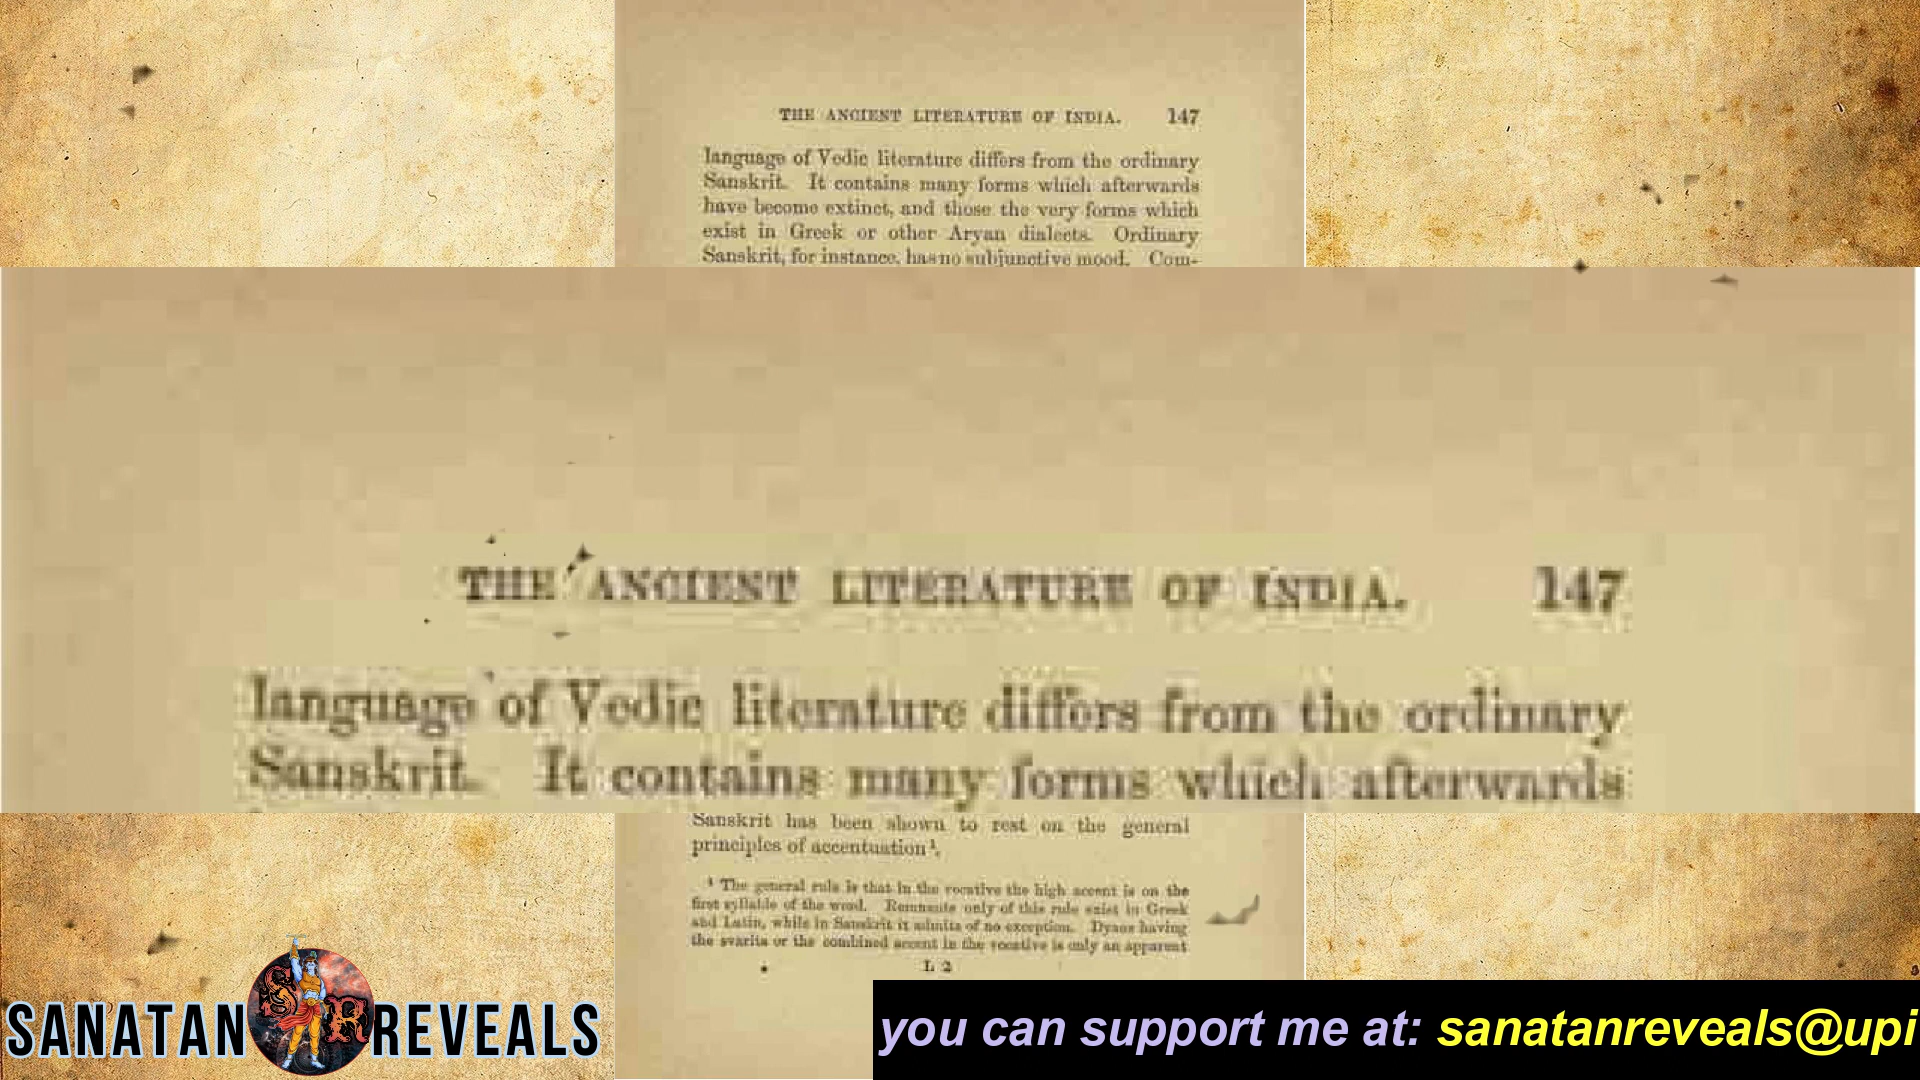 THE ANCIENT LITERATURE OF INDIA. 147
language of Vedic literature differs from the ordinary
Sanskrit. It contains many forms which afterwards
have become extinct, and those the very forms which
exist in Greek or other Aryan dialects. Ordinary
Sanskrit, for instance, has no subjunctive mood. Com-
THE ANCIENT LITERATURE OF INDIA. 147
language of Vedic literature differs from the ordinary
Sanskrit. It contains many forms which afterwards
Sanskrit has been shown to rest on the general
principles of accentuation¹.
¹ The general rule is that in the vocative the high accent is on the
first syllable of the word. Remnants only of this rule exist in Greek
and Latin, while in Sanskrit it admits of no exception. Dyaus having
the svarita or the combined accent in the vocative is only an apparent
L 2
SANATAN SR REVEALS
you can support me at: sanatanreveals@upi